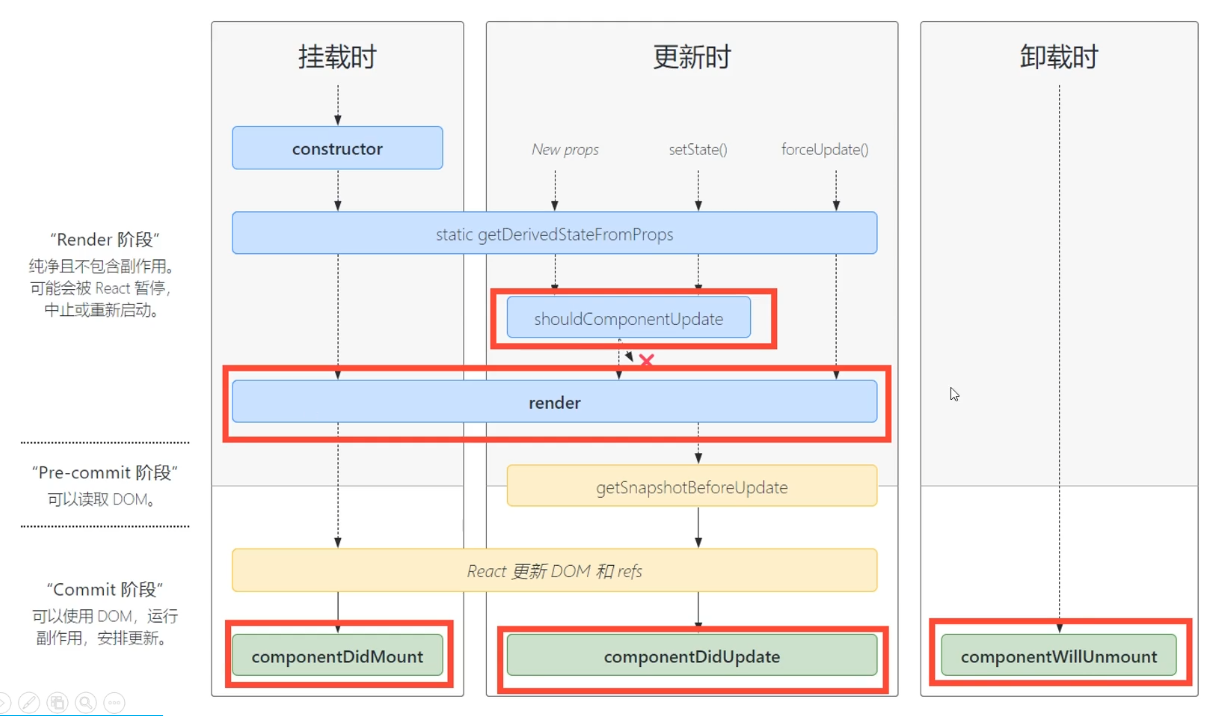 挂载时
更新时
卸载时
constructor
New props
setState()
forceUpdate()
static getDerivedStateFromProps
“Render 阶段”
纯净且不包含副作用。
可能会被 React 暂停，
中止或重新启动。
shouldComponentUpdate
render
“Pre-commit 阶段”
可以读取 DOM。
getSnapshotBeforeUpdate
React 更新 DOM 和 refs
“Commit 阶段”
可以使用 DOM，运行
副作用，安排更新。
componentDidMount
componentDidUpdate
componentWillUnmount